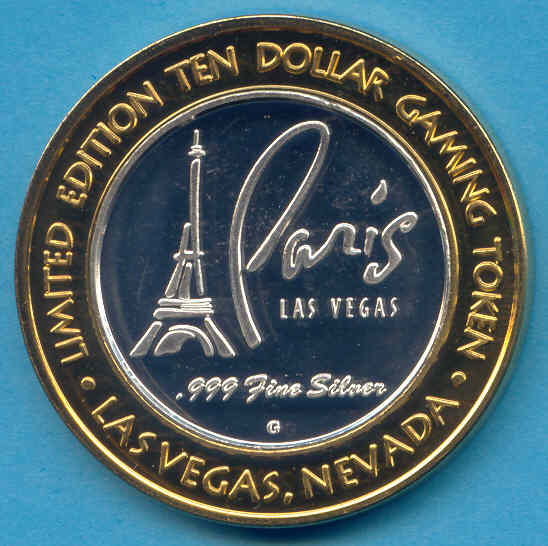 LIMITED EDITION TEN DOLLAR GAMING TOKEN
Paris
LAS VEGAS
.999 Fine Silver
G
• LAS VEGAS, NEVADA •